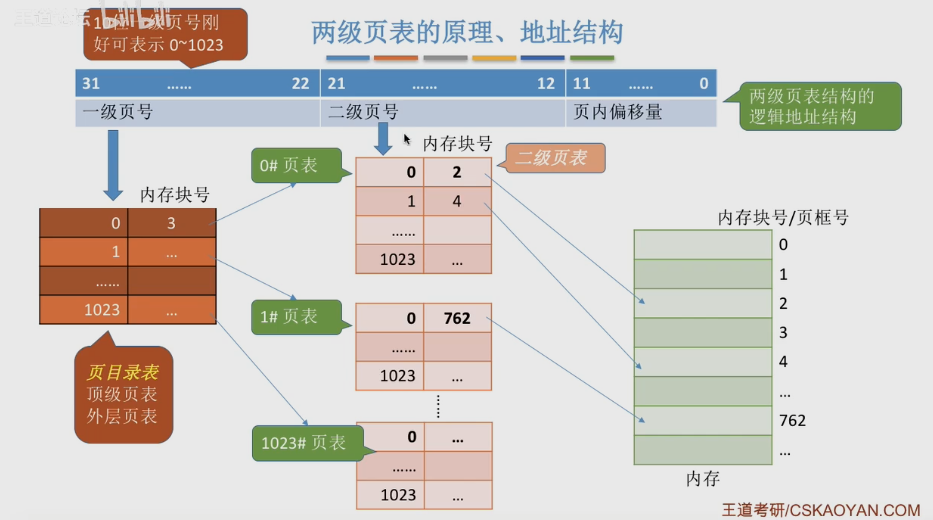 两级页表的原理、地址结构
10位一级页号刚
好可表示 0~1023
31 …… 22 21 …… 12 11 …… 0
一级页号 二级页号 页内偏移量
两级页表结构的
逻辑地址结构
内存块号
0 3
1 ...
……
1023 ...
页目录表
顶级页表
外层页表
0# 页表
内存块号
二级页表
0 2
1 4
……
1023 ...
1# 页表
0 762
……
1023 ...
1023# 页表
0 ...
……
1023 ...
内存块号/页框号
0
1
2
3
4
...
762
...
内存
王道考研/CSKAOYAN.COM